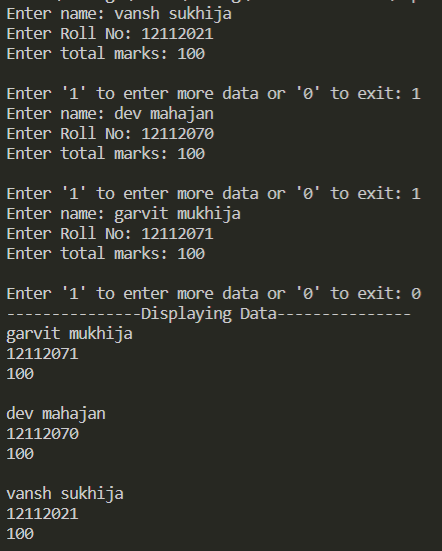 Enter name: vansh sukhija
Enter Roll No: 12112021
Enter total marks: 100
Enter '1' to enter more data or '0' to exit: 1
Enter name: dev mahajan
Enter Roll No: 12112070
Enter total marks: 100
Enter '1' to enter more data or '0' to exit: 1
Enter name: garvit mukhija
Enter Roll No: 12112071
Enter total marks: 100
Enter '1' to enter more data or '0' to exit: 0
---------------Displaying Data---------------
garvit mukhija
12112071
100
dev mahajan
12112070
100
vansh sukhija
12112021
100